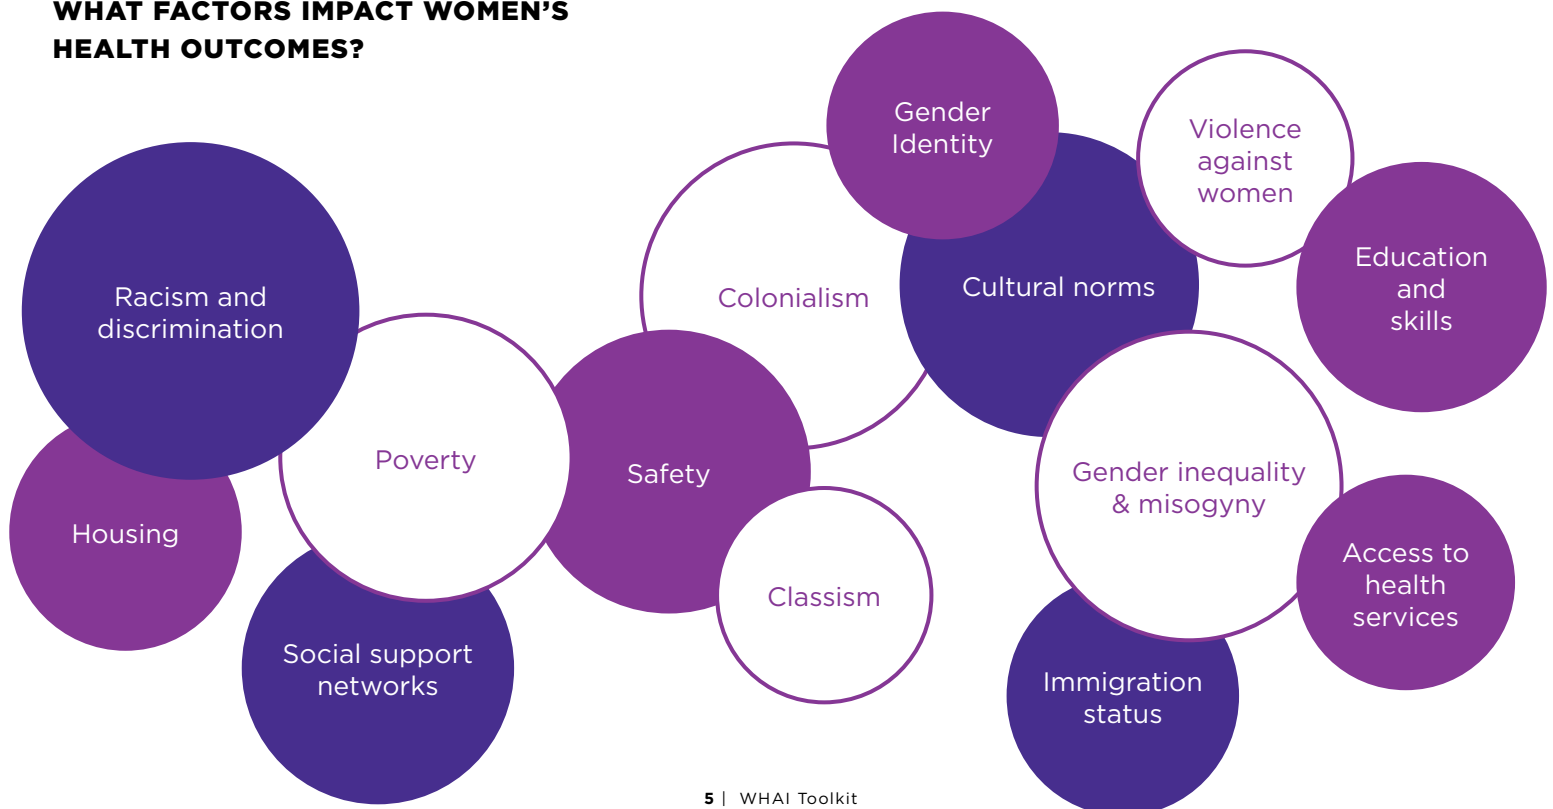 WHAT FACTORS IMPACT WOMEN'S
HEALTH OUTCOMES?
Gender
Identity
Violence
against
women
Education
and
skills
Racism and
discrimination
Colonialism
Cultural norms
Poverty
Safety
Gender inequality
& misogyny
Housing
Classism
Access to
health
services
Social support
networks
Immigration
status
5 | WHAI Toolkit